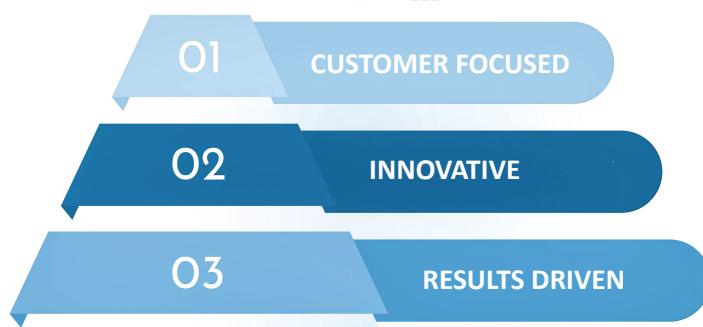 01
CUSTOMER FOCUSED
02
INNOVATIVE
03
RESULTS DRIVEN